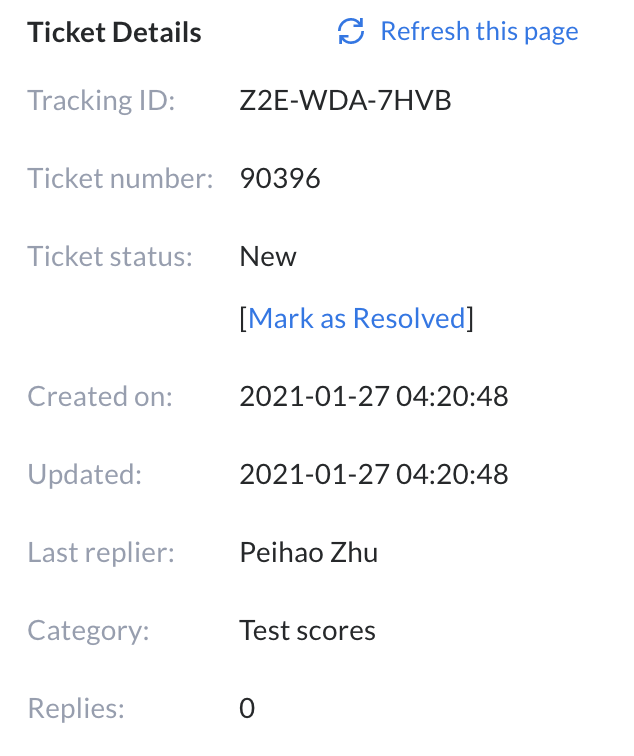 Ticket Details Refresh this page
Tracking ID: Z2E-WDA-7HVB
Ticket number: 90396
Ticket status: New
[Mark as Resolved]
Created on: 2021-01-27 04:20:48
Updated: 2021-01-27 04:20:48
Last replier: Peihao Zhu
Category: Test scores
Replies: 0